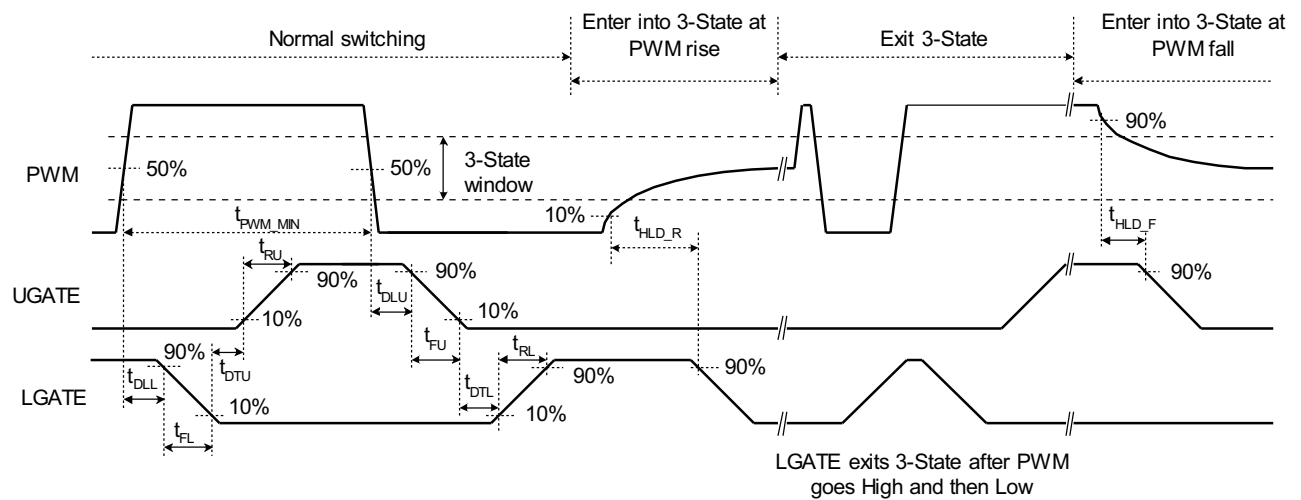 Normal switching
Enter into 3-State at
PWM rise
Exit 3-State
Enter into 3-State at
PWM fall
PWM
50%
50%
3-State
window
10%
90%
tPWM_MIN
tHLD_R
tHLD_F
tRU
UGATE
90%
tDLU
90%
90%
10%
10%
tFU
tRL
LGATE
90%
tDTU
tDLL
10%
tFL
tDTL
90%
10%
90%
LGATE exits 3-State after PWM
goes High and then Low